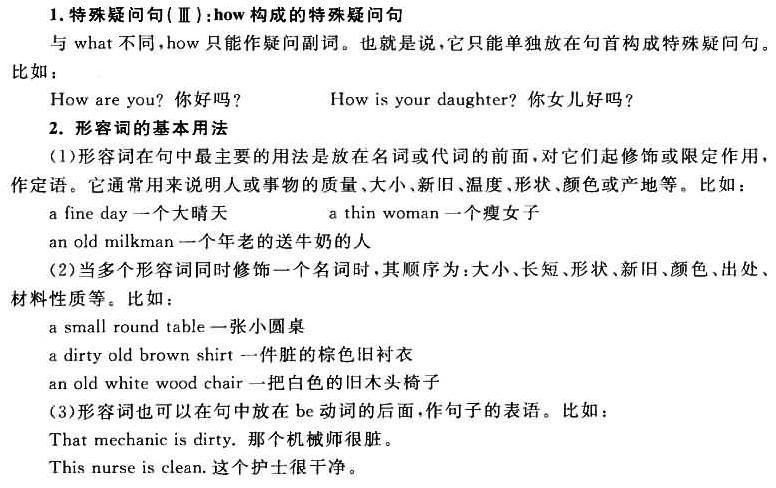 1.特殊疑问句(Ⅲ):how 构成的特殊疑问句
与 what 不同,how 只能作疑问副词。也就是说,它只能单独放在句首构成特殊疑问句。
比如:
How are you? 你好吗? How is your daughter? 你女儿好吗?
2. 形容词的基本用法
(1)形容词在句中最主要的用法是放在名词或代词的前面,对它们起修饰或限定作用,
作定语。它通常用来说明人或事物的质量、大小、新旧、温度、形状、颜色或产地等。比如:
a fine day 一个大晴天 a thin woman 一个瘦女子
an old milkman 一个年老的送牛奶的人
(2)当多个形容词同时修饰一个名词时,其顺序为:大小、长短、形状、新旧、颜色、出处、
材料性质等。比如:
a small round table 一张小圆桌
a dirty old brown shirt 一件脏的棕色旧衬衣
an old white wood chair 一把白色的旧木头椅子
(3)形容词也可以在句中放在 be 动词的后面,作句子的表语。比如:
That mechanic is dirty. 那个机械师很脏。
This nurse is clean. 这个护士很干净。